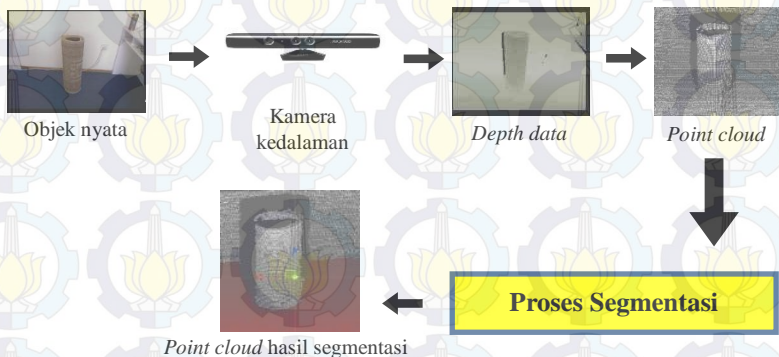 Objek nyata
Kamera
kedalaman
Depth data
Point cloud
Proses Segmentasi
Point cloud hasil segmentasi